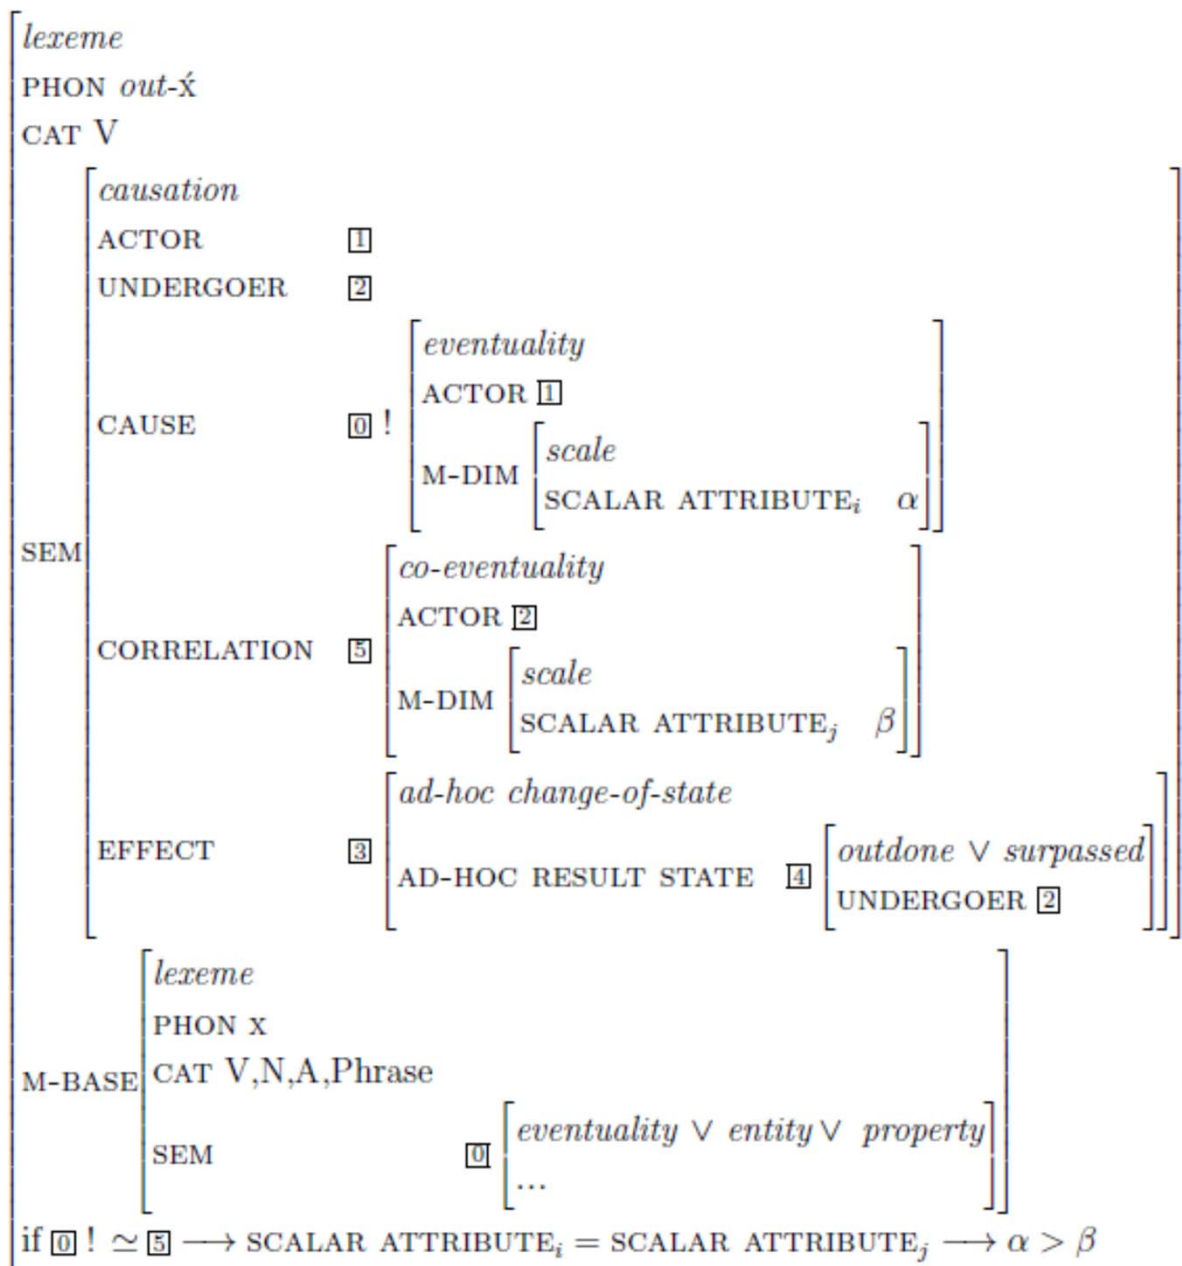 lexeme
PHON out-x́
CAT V
causation
ACTOR 1
UNDERGOER 2
eventuality
ACTOR 1
CAUSE 0 !
scale
M-DIM
SCALAR ATTRIBUTEᵢ α
SEM
co-eventuality
ACTOR 2
CORRELATION 5
scale
M-DIM
SCALAR ATTRIBUTEⱼ β
ad-hoc change-of-state
EFFECT 3
outdone ∨ surpassed
AD-HOC RESULT STATE 4
UNDERGOER 2
lexeme
PHON x
M-BASE
CAT V,N,A,Phrase
eventuality ∨ entity ∨ property
SEM 0
...
if 0 ! ≃ 5 ⟶ SCALAR ATTRIBUTEᵢ = SCALAR ATTRIBUTEⱼ ⟶ α > β